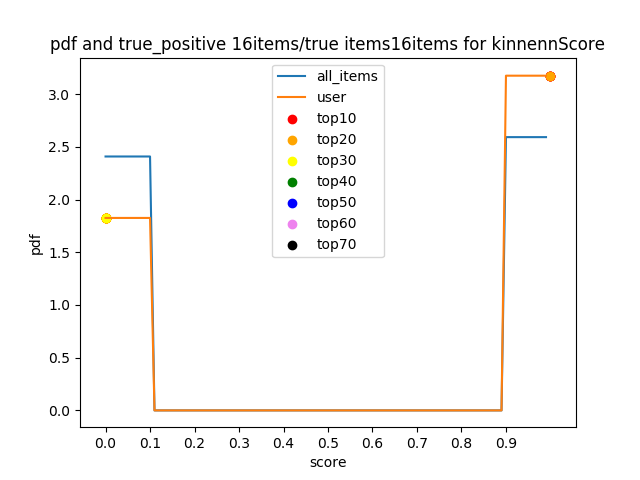 pdf and true_positive 16items/true items16items for kinnennScore
all_items
user
top10
top20
top30
top40
top50
top60
top70
pdf
3.0
2.5
2.0
1.5
1.0
0.5
0.0
0.0 0.1 0.2 0.3 0.4 0.5 0.6 0.7 0.8 0.9
score